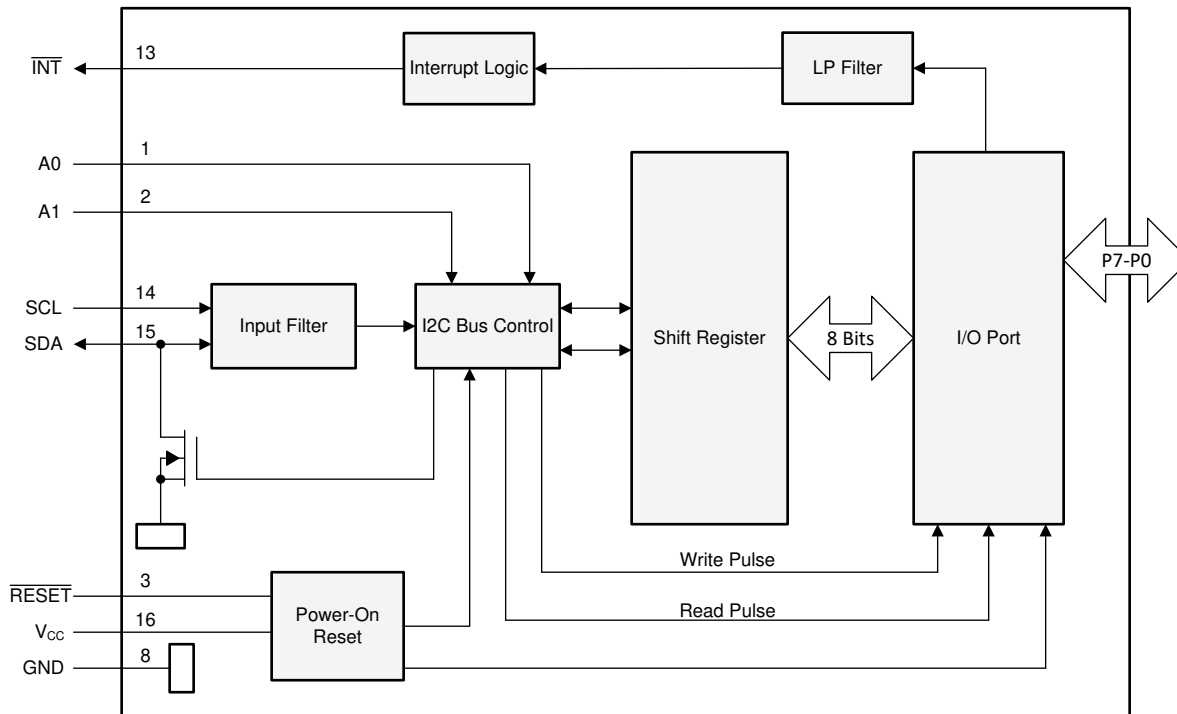 13
INT
Interrupt Logic
LP Filter
1
A0
2
A1
P7-P0
14
SCL
15
SDA
Input Filter
I2C Bus Control
Shift Register
8 Bits
I/O Port
Write Pulse
3
RESET
Read Pulse
16
VCC
Power-On
Reset
8
GND